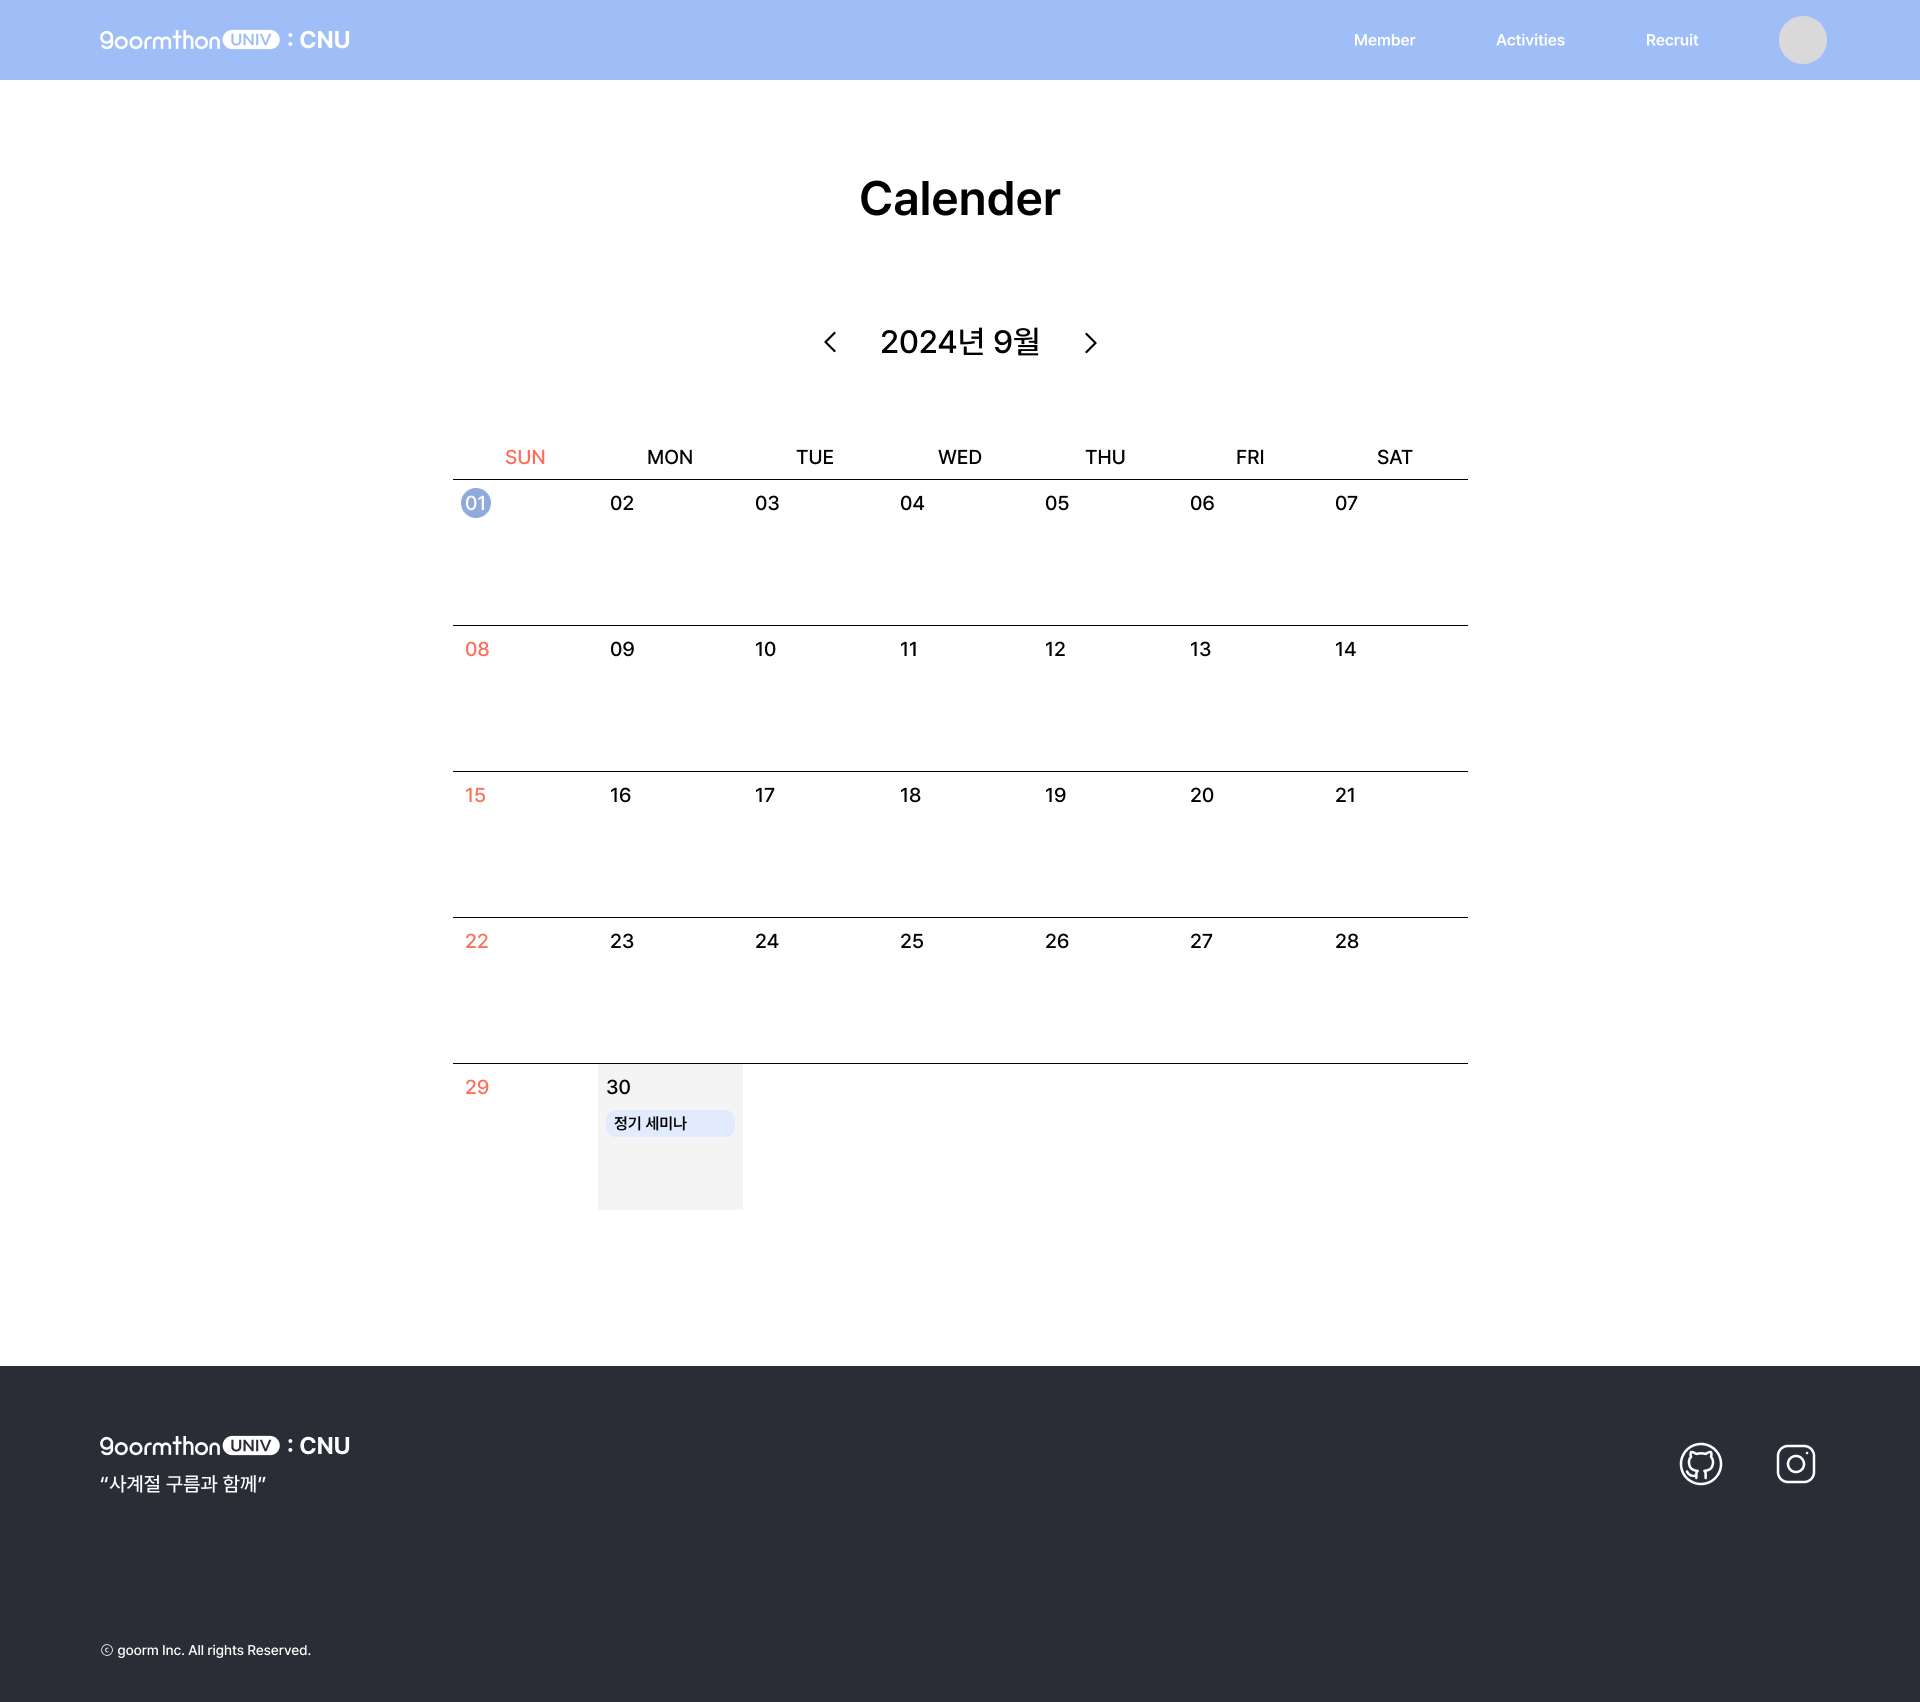 goormthon UNIV : CNU
Member Activities Recruit
Calender
2024년 9월
SUN MON TUE WED THU FRI SAT
01 02 03 04 05 06 07
08 09 10 11 12 13 14
15 16 17 18 19 20 21
22 23 24 25 26 27 28
29 30
정기 세미나
goormthon UNIV : CNU
“사계절 구름과 함께”
ⓒ goorm Inc. All rights Reserved.